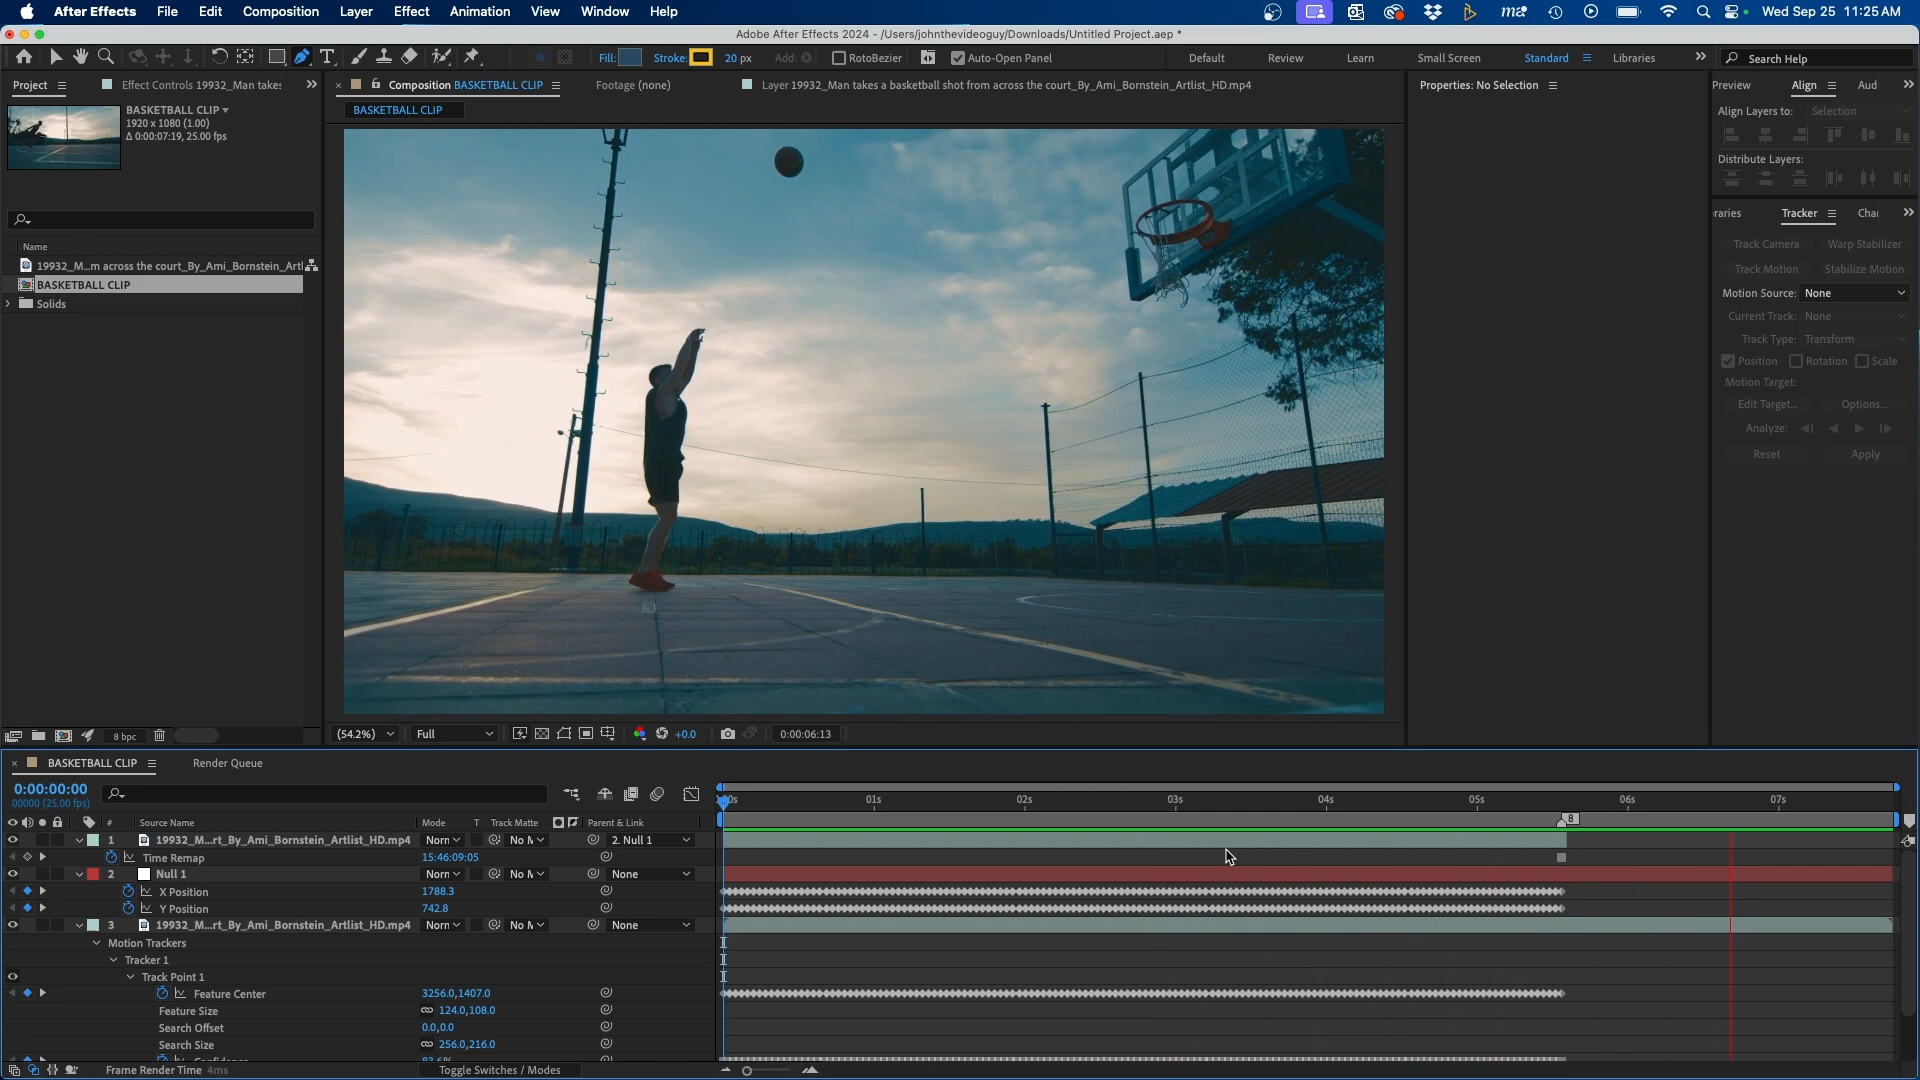 After Effects File Edit Composition Layer Effect Animation View Window Help Wed Sep 25 11:25 AM
Adobe After Effects 2024 - /Users/johnthevideoguy/Downloads/Untitled Project.aep *
Fill: Stroke: 20 px Add: RotoBezier Auto-Open Panel Default Review Learn Small Screen Standard Libraries Search Help
Project Effect Controls 19932_Man takes Composition BASKETBALL CLIP Footage (none) Layer 19932_Man takes a basketball shot from across the court_By_Ami_Bornstein_Artlist_HD.mp4 Properties: No Selection Preview Align Aud
BASKETBALL CLIP
1920 x 1080 (1.00)
Δ 0:00:07:19, 25.00 fps
BASKETBALL CLIP
Align Layers to: Selection
Distribute Layers:
raries Tracker Cha
Name
Track Camera Warp Stabilizer
19932_M...m across the court_By_Ami_Bornstein_Artl
Track Motion Stabilize Motion
BASKETBALL CLIP
Motion Source: None
Solids
Current Track: None
Track Type: Transform
Position Rotation Scale
Motion Target:
Edit Target... Options...
Analyze:
Reset Apply
8 bpc (54.2%) Full +0.0 0:00:06:13
BASKETBALL CLIP Render Queue
0:00:00:00
00000 (25.00 fps)
00s 01s 02s 03s 04s 05s 06s 07s
# Source Name Mode T Track Matte Parent & Link 8
1 19932_M...rt_By_Ami_Bornstein_Artlist_HD.mp4 Norn No M 2. Null 1
Time Remap 15:46:09:05
2 Null 1 Norn No M None
X Position 1788.3
Y Position 742.8
3 19932_M...rt_By_Ami_Bornstein_Artlist_HD.mp4 Norn No M None
Motion Trackers
Tracker 1
Track Point 1
Feature Center 3256.0,1407.0
Feature Size 124.0,108.0
Search Offset 0.0,0.0
Search Size 256.0,216.0
Frame Render Time 4ms Toggle Switches / Modes